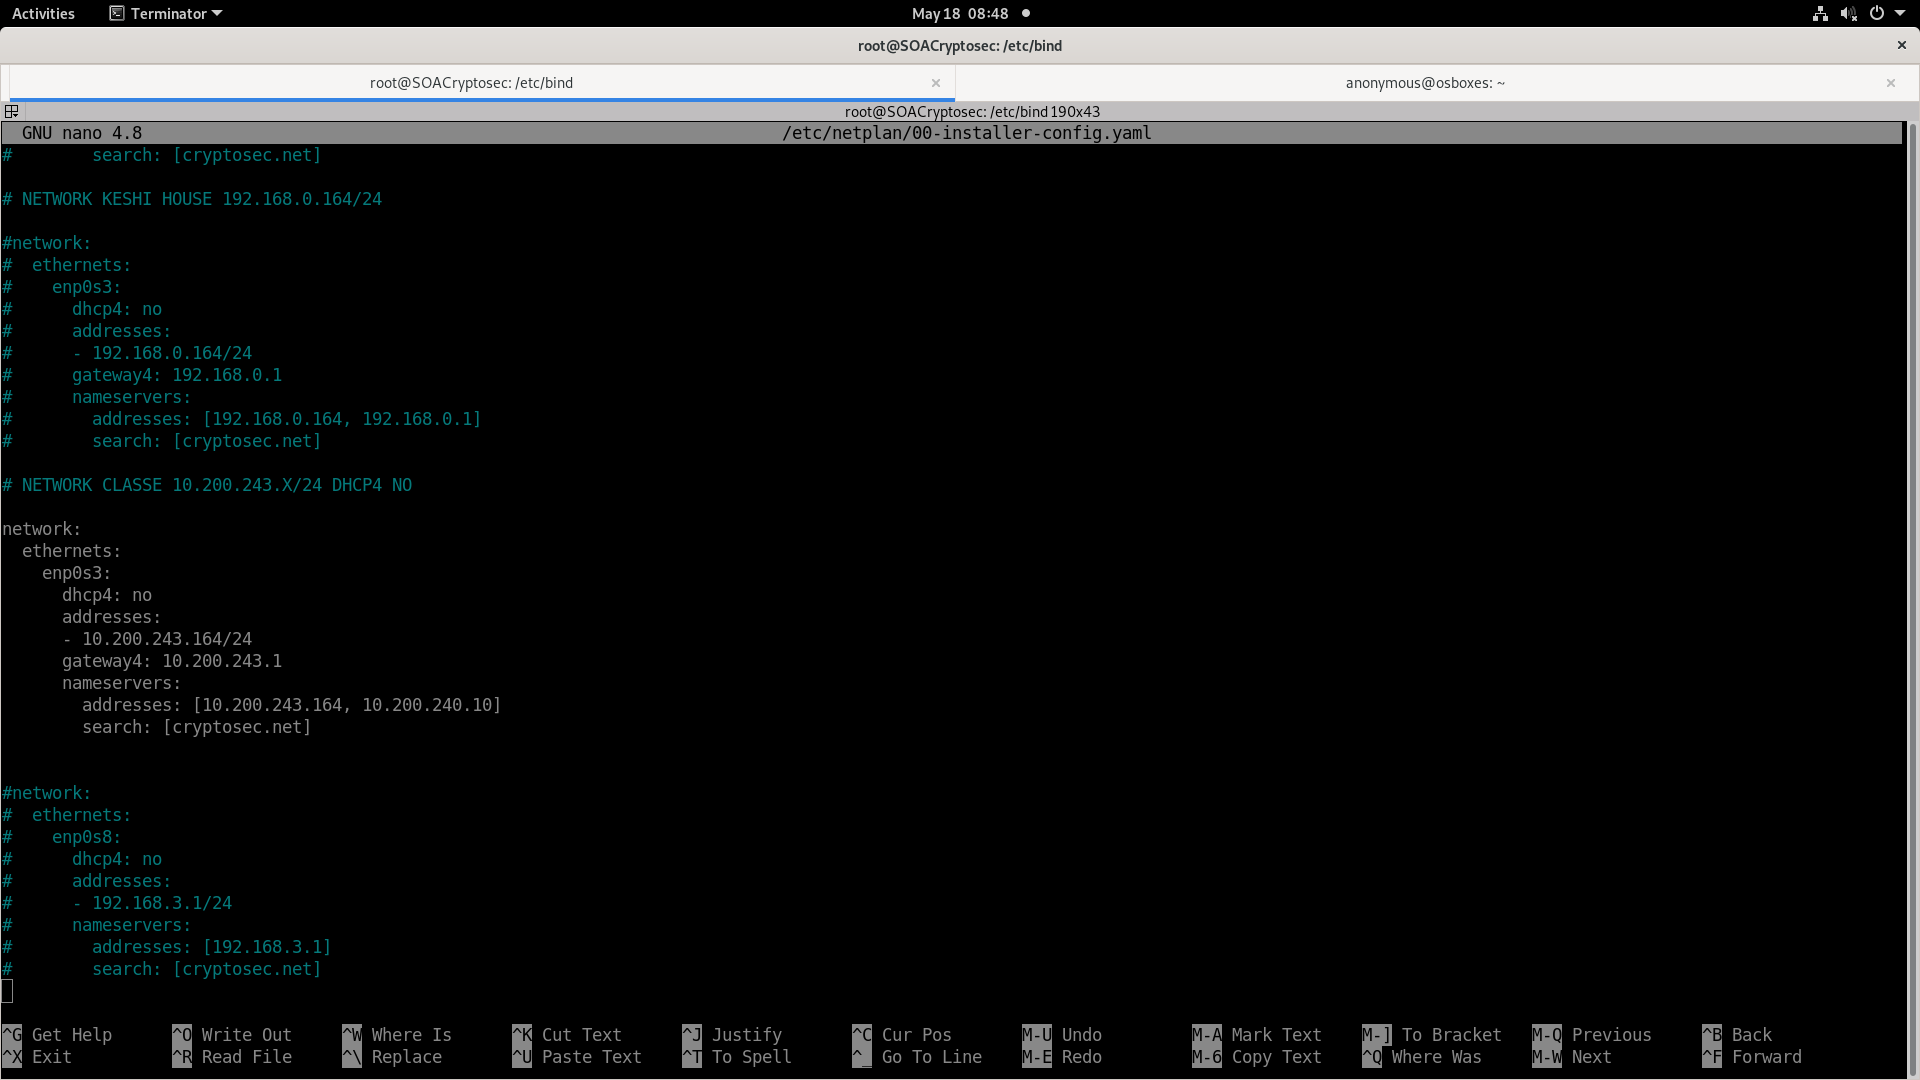 Activities Terminator May 18 08:48
root@SOACryptosec: /etc/bind ×
root@SOACryptosec: /etc/bind × anonymous@osboxes: ~ ×
root@SOACryptosec: /etc/bind 190x43
GNU nano 4.8 /etc/netplan/00-installer-config.yaml
#        search: [cryptosec.net]
# NETWORK KESHI HOUSE 192.168.0.164/24
#network:
#  ethernets:
#    enp0s3:
#      dhcp4: no
#      addresses:
#      - 192.168.0.164/24
#      gateway4: 192.168.0.1
#      nameservers:
#        addresses: [192.168.0.164, 192.168.0.1]
#        search: [cryptosec.net]
# NETWORK CLASSE 10.200.243.X/24 DHCP4 NO
network:
  ethernets:
    enp0s3:
      dhcp4: no
      addresses:
      - 10.200.243.164/24
      gateway4: 10.200.243.1
      nameservers:
        addresses: [10.200.243.164, 10.200.240.10]
        search: [cryptosec.net]
#network:
#  ethernets:
#    enp0s8:
#      dhcp4: no
#      addresses:
#      - 192.168.3.1/24
#      nameservers:
#        addresses: [192.168.3.1]
#        search: [cryptosec.net]
^G Get Help ^O Write Out ^W Where Is ^K Cut Text ^J Justify ^C Cur Pos M-U Undo M-A Mark Text M-] To Bracket M-Q Previous ^B Back
^X Exit ^R Read File ^\ Replace ^U Paste Text ^T To Spell ^_ Go To Line M-E Redo M-6 Copy Text ^Q Where Was M-W Next ^F Forward